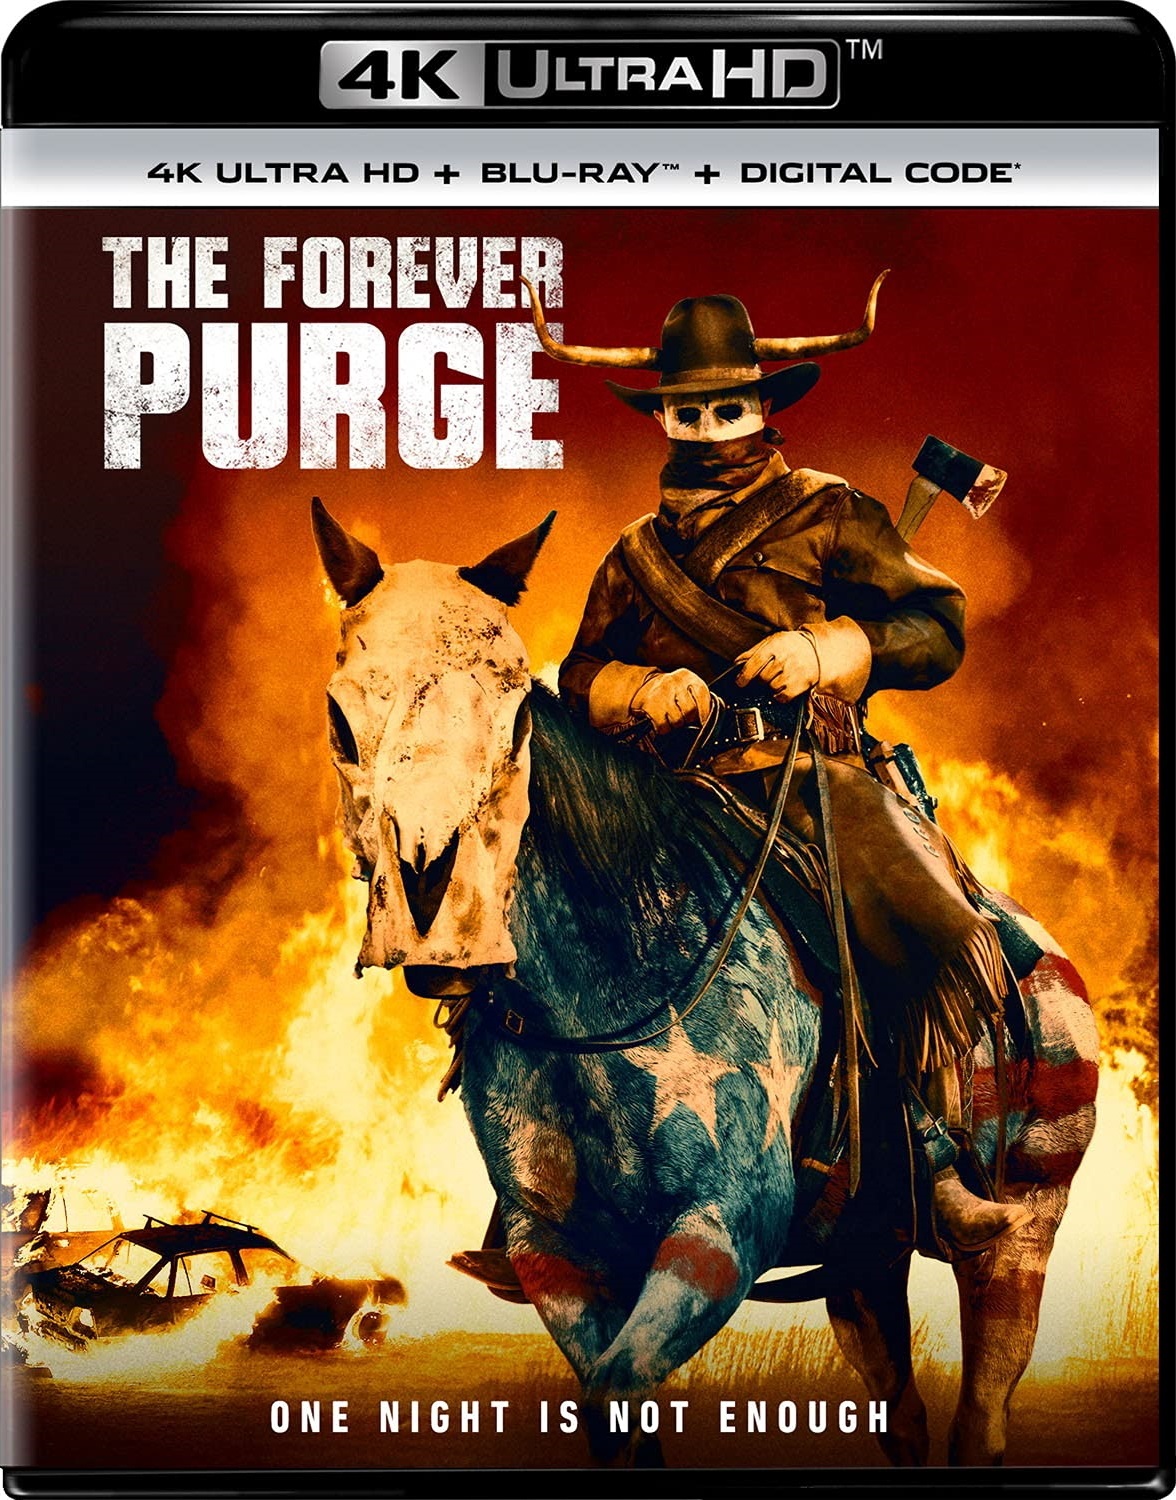 4K ULTRA HD™
4K ULTRA HD + BLU-RAY™ + DIGITAL CODE*
THE FOREVER
PURGE
ONE NIGHT IS NOT ENOUGH